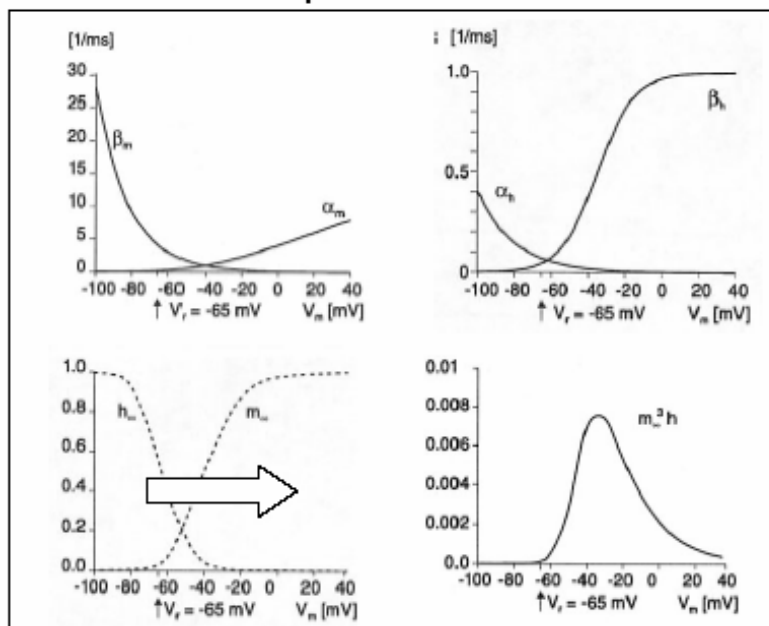 [1/ms]
30
25
20
15
10
5
0
βm
αm
-100 -80 -60 -40 -20 0 20 40
↑ Vr = -65 mV Vm [mV]
[1/ms]
1.0
0.5
0
αh
βh
-100 -80 -60 -40 -20 0 20 40
↑ Vr = -65 mV Vm [mV]
1.0
0.8
0.6
0.4
0.2
0
h∞
m∞
-100 -80 -60 -40 -20 0 20 40
↑Vr = -65 mV Vm [mV]
0.01
0.008
0.006
0.004
0.002
0.0
m∞³h
-100 -80 -60 -40 -20 0 20 40
↑Vr = -65 mV Vm [mV]